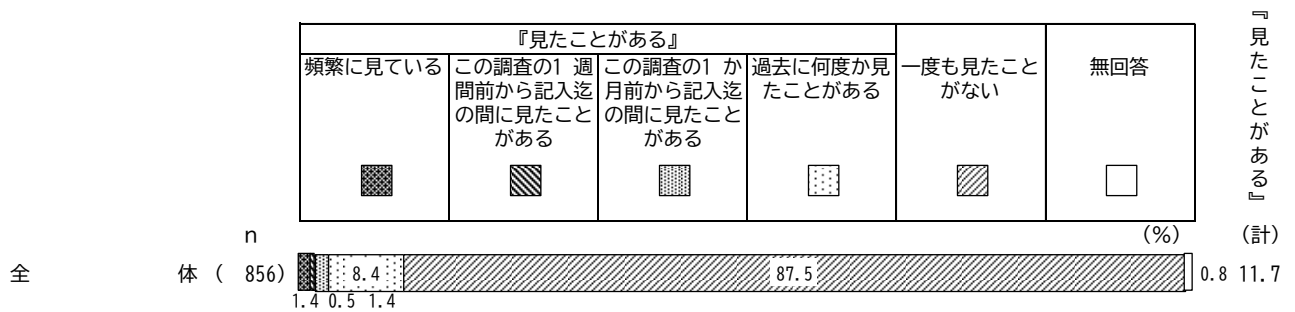 『見たことがある』
『見たことがある』
頻繁に見ている
この調査の1 週
間前から記入迄
の間に見たこと
がある
この調査の1 か
月前から記入迄
の間に見たこと
がある
過去に何度か見
たことがある
一度も見たこと
がない
無回答
n
(%)
(計)
全 体 ( 856)
8.4
87.5
0.8 11.7
1.4 0.5 1.4